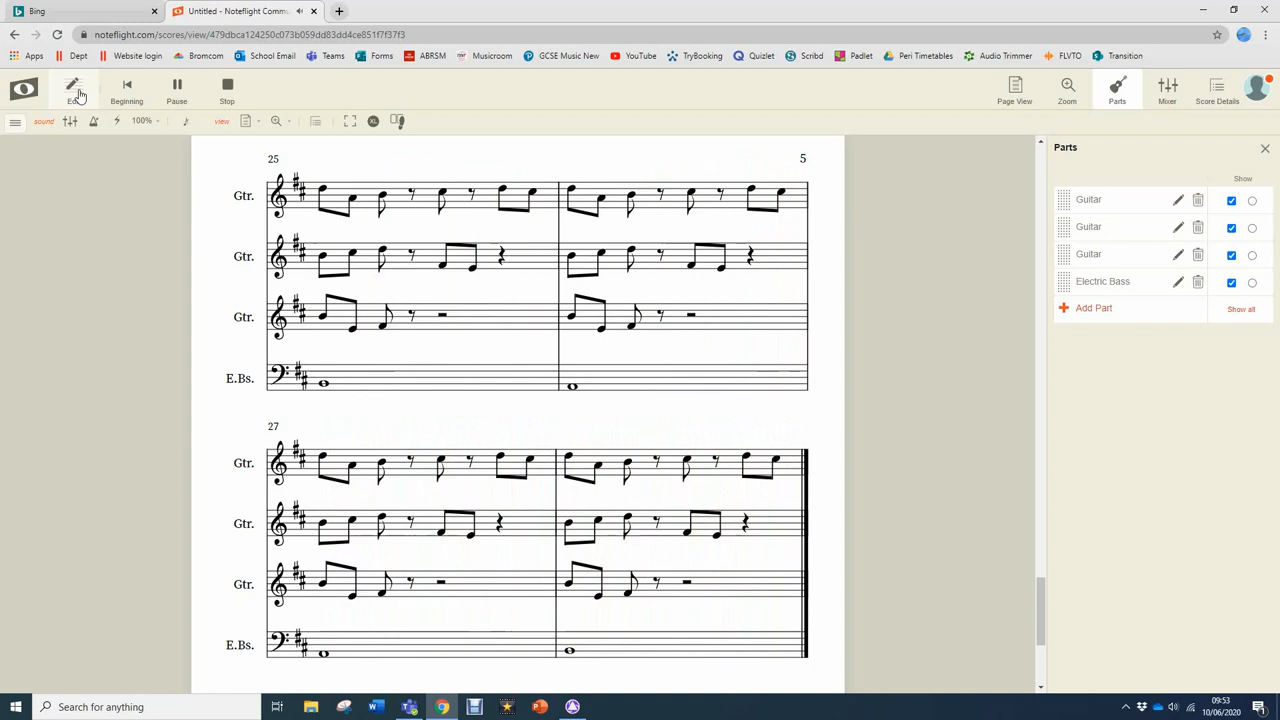 Bing
Untitled - Noteflight Comm
noteflight.com/scores/view/479dbca124250c073b059dd83dd4ce851f7f37f3
Apps Dept Website login Bromcom School Email Teams Forms ABRSM Musicroom GCSE Music New YouTube TryBooking Quizlet Scribd Padlet Peri Timetables Audio Trimmer FLVTO Transition
Beginning Pause Stop Page View Zoom Parts Mixer Score Details
sound 100% view XL
Parts
Show
Guitar
Guitar
Guitar
Electric Bass
Add Part Show all
25 5
Gtr.
Gtr.
Gtr.
E.Bs.
27
Gtr.
Gtr.
Gtr.
E.Bs.
Search for anything
09:53
10/06/2020